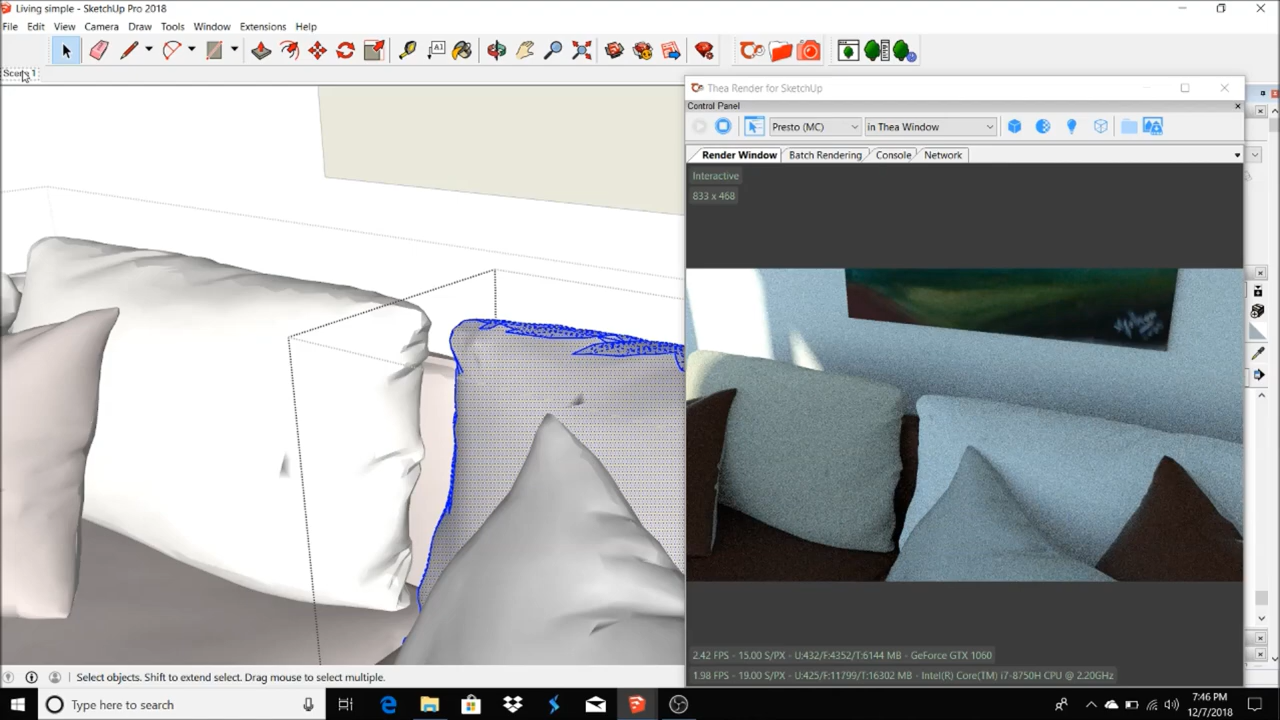 Living simple - SketchUp Pro 2018
File Edit View Camera Draw Tools Window Extensions Help
A1
Thea Render for SketchUp
Control Panel
Presto (MC) in Thea Window
Render Window Batch Rendering Console Network
Interactive
833 x 468
2.42 FPS - 15.00 S/PX - U:432/F:4352/T:6144 MB - GeForce GTX 1060
1.98 FPS - 19.00 S/PX - U:425/F:11799/T:16302 MB - Intel(R) Core(TM) i7-8750H CPU @ 2.20GHz
Select objects. Shift to extend select. Drag mouse to select multiple.
Type here to search
7:46 PM
12/7/2018